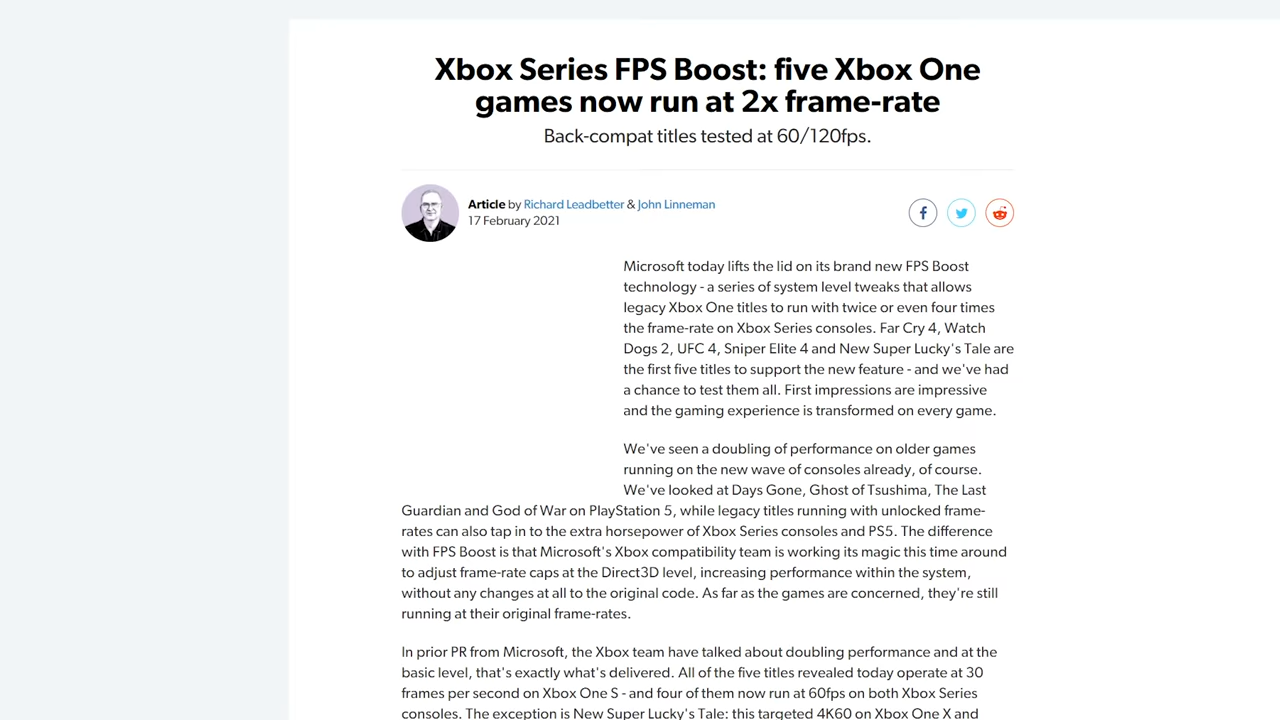 Xbox Series FPS Boost: five Xbox One
games now run at 2x frame-rate
Back-compat titles tested at 60/120fps.
Article by Richard Leadbetter & John Linneman
17 February 2021
Microsoft today lifts the lid on its brand new FPS Boost
technology - a series of system level tweaks that allows
legacy Xbox One titles to run with twice or even four times
the frame-rate on Xbox Series consoles. Far Cry 4, Watch
Dogs 2, UFC 4, Sniper Elite 4 and New Super Lucky's Tale are
the first five titles to support the new feature - and we've had
a chance to test them all. First impressions are impressive
and the gaming experience is transformed on every game.
We've seen a doubling of performance on older games
running on the new wave of consoles already, of course.
We've looked at Days Gone, Ghost of Tsushima, The Last
Guardian and God of War on PlayStation 5, while legacy titles running with unlocked frame-
rates can also tap in to the extra horsepower of Xbox Series consoles and PS5. The difference
with FPS Boost is that Microsoft's Xbox compatibility team is working its magic this time around
to adjust frame-rate caps at the Direct3D level, increasing performance within the system,
without any changes at all to the original code. As far as the games are concerned, they're still
running at their original frame-rates.
In prior PR from Microsoft, the Xbox team have talked about doubling performance and at the
basic level, that's exactly what's delivered. All of the five titles revealed today operate at 30
frames per second on Xbox One S - and four of them now run at 60fps on both Xbox Series
consoles. The exception is New Super Lucky's Tale: this targeted 4K60 on Xbox One X and